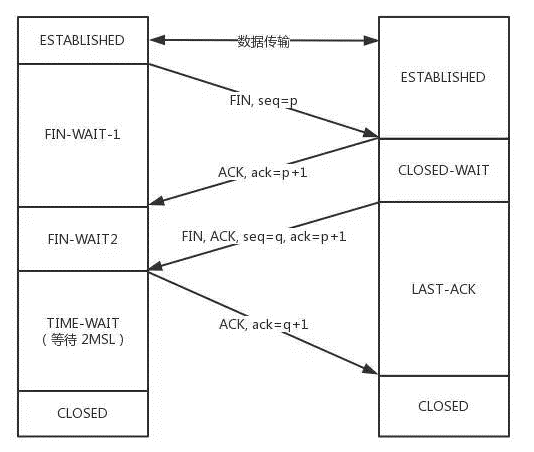 ESTABLISHED
数据传输
ESTABLISHED
FIN, seq=p
FIN-WAIT-1
ACK, ack=p+1
CLOSED-WAIT
FIN-WAIT2
FIN, ACK, seq=q, ack=p+1
LAST-ACK
TIME-WAIT
（等待 2MSL）
ACK, ack=q+1
CLOSED
CLOSED